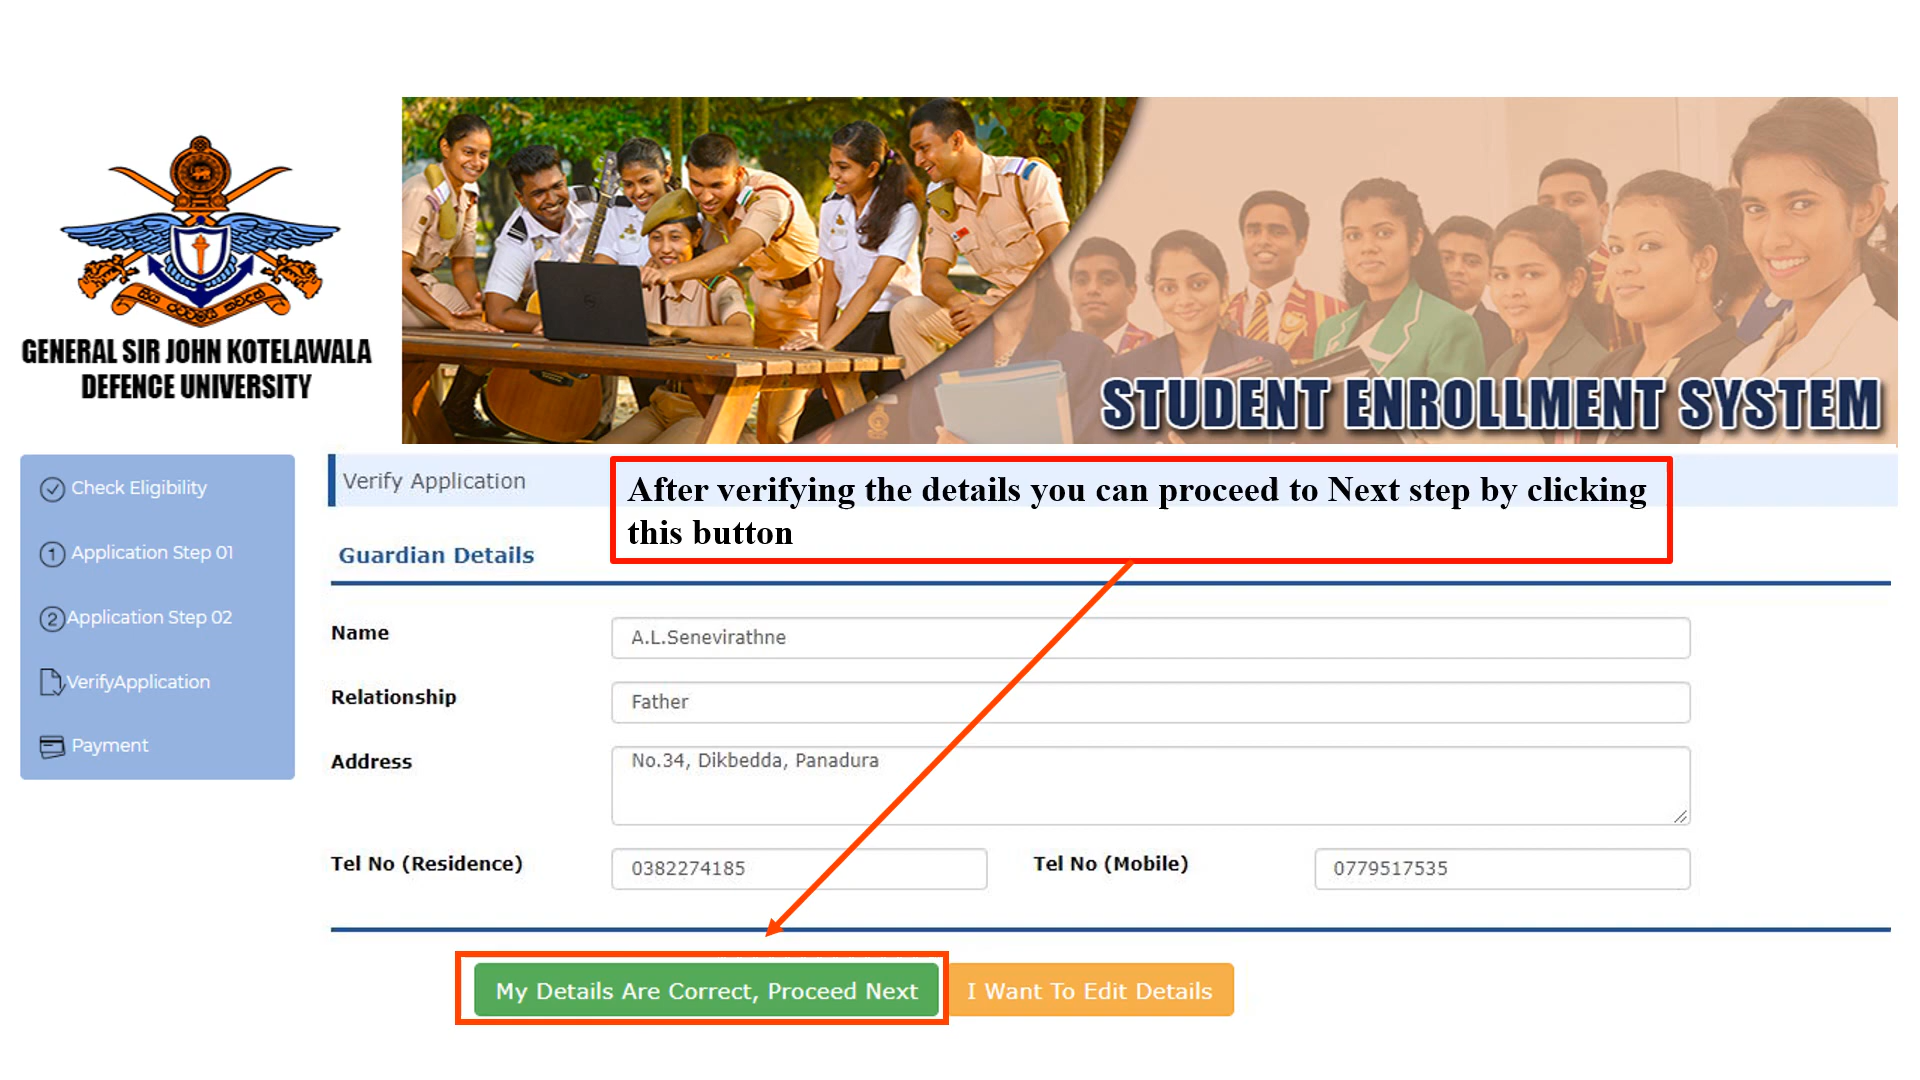 GENERAL SIR JOHN KOTELAWALA
DEFENCE UNIVERSITY
STUDENT ENROLLMENT SYSTEM
Check Eligibility
1 Application Step 01
2 Application Step 02
VerifyApplication
Payment
Verify Application
After verifying the details you can proceed to Next step by clicking
this button
Guardian Details
Name
A.L.Senevirathne
Relationship
Father
Address
No.34, Dikbedda, Panadura
Tel No (Residence)
0382274185
Tel No (Mobile)
0779517535
My Details Are Correct, Proceed Next
I Want To Edit Details